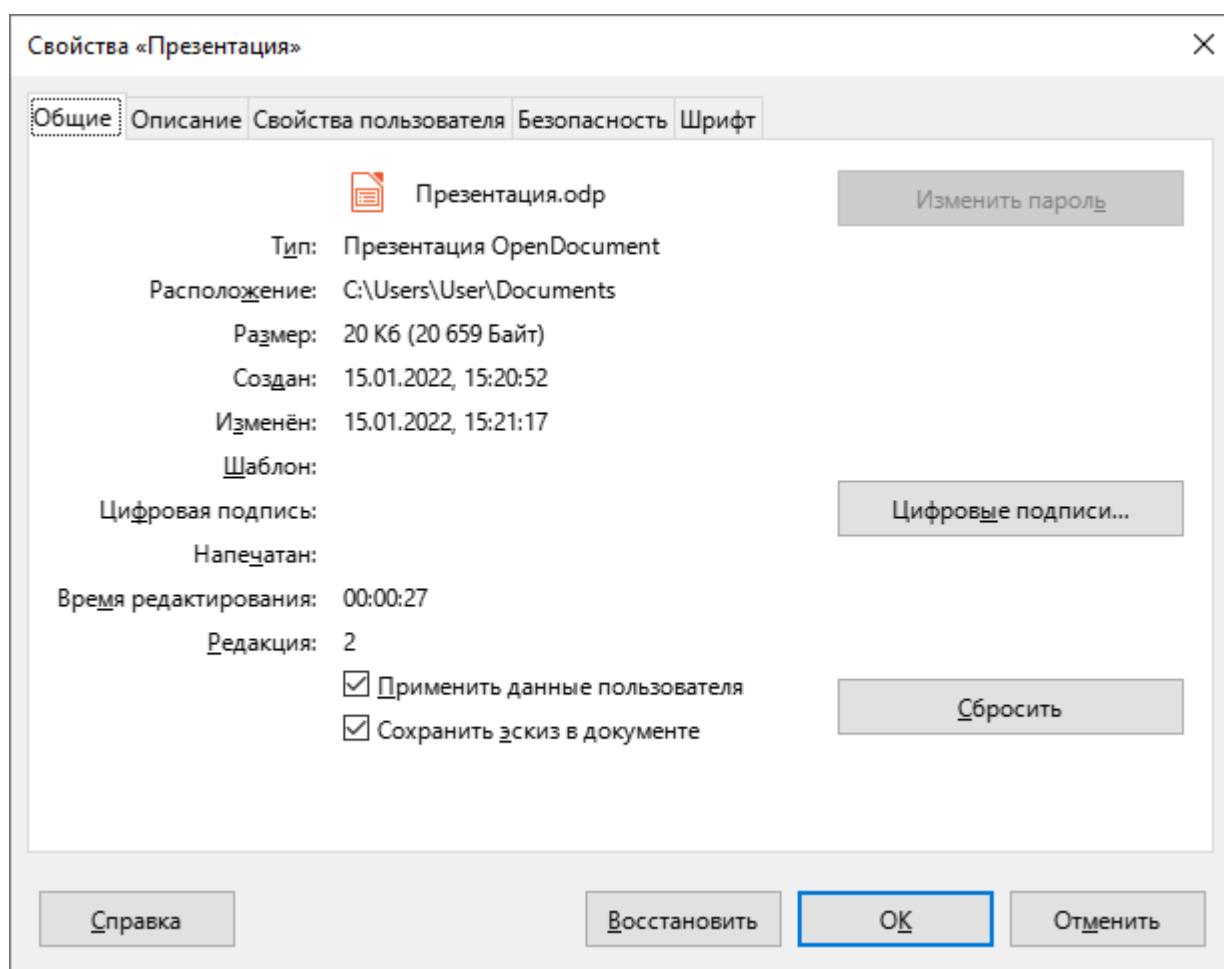 Свойства «Презентация»
Общие Описание Свойства пользователя Безопасность Шрифт
Презентация.odp
Изменить пароль
Тип: Презентация OpenDocument
Расположение: C:\Users\User\Documents
Размер: 20 Кб (20 659 Байт)
Создан: 15.01.2022, 15:20:52
Изменён: 15.01.2022, 15:21:17
Шаблон:
Цифровая подпись:
Цифровые подписи...
Напечатан:
Время редактирования: 00:00:27
Редакция: 2
Применить данные пользователя
Сбросить
Сохранить эскиз в документе
Справка Восстановить ОК Отменить